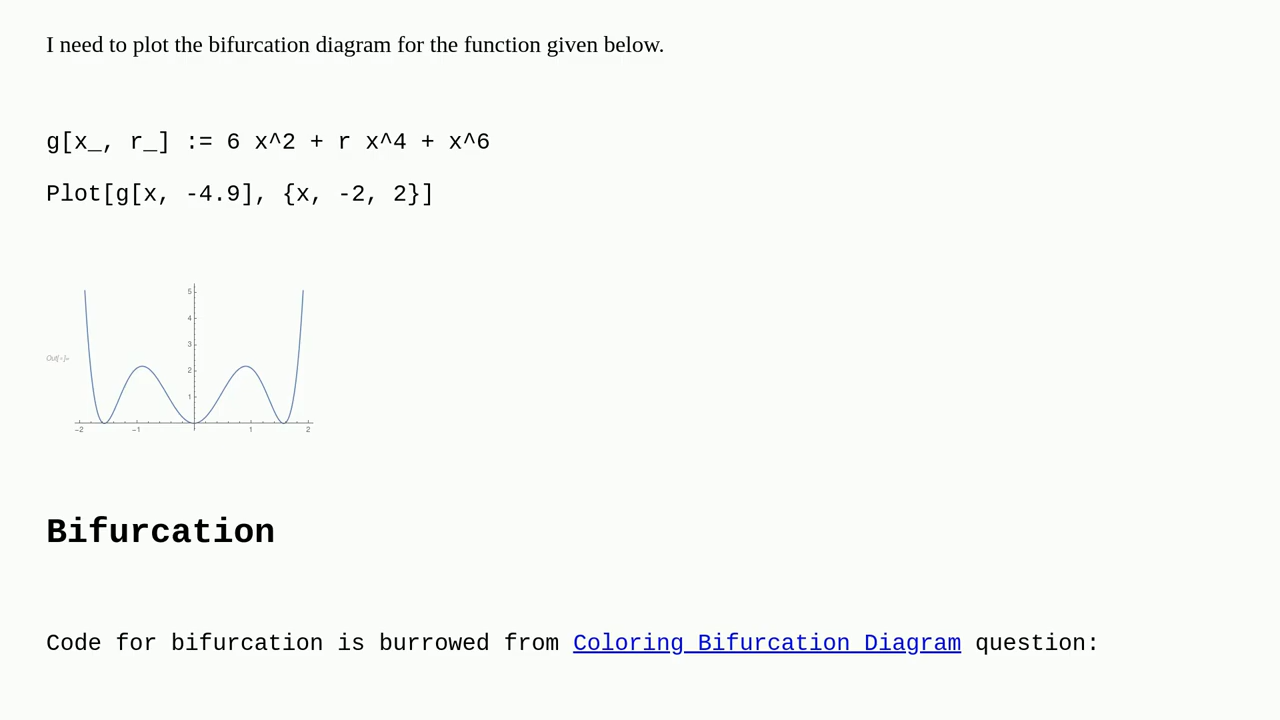 I need to plot the bifurcation diagram for the function given below.
g[x_, r_] := 6 x^2 + r x^4 + x^6
Plot[g[x, -4.9], {x, -2, 2}]
5
4
3
2
1
-2 -1 1 2
Bifurcation
Code for bifurcation is burrowed from Coloring Bifurcation Diagram question: